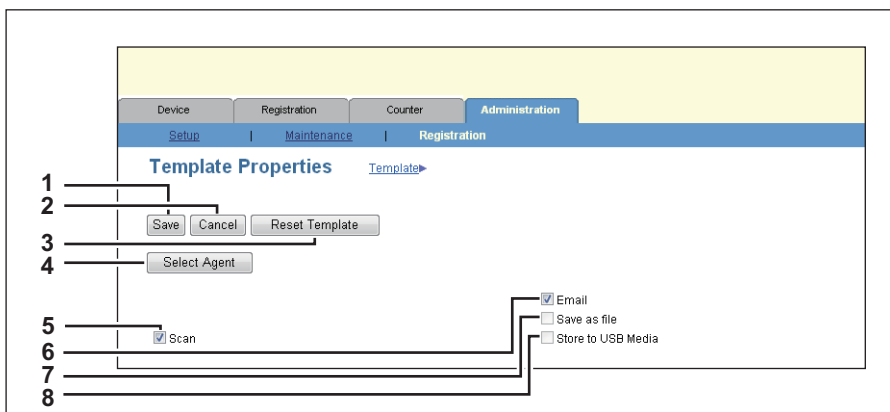 Device Registration Counter Administration
Setup | Maintenance | Registration
Template Properties Template
1
2
Save Cancel Reset Template
3
4
Select Agent
Email
5
Save as file
Scan
Store to USB Media
6
7
8